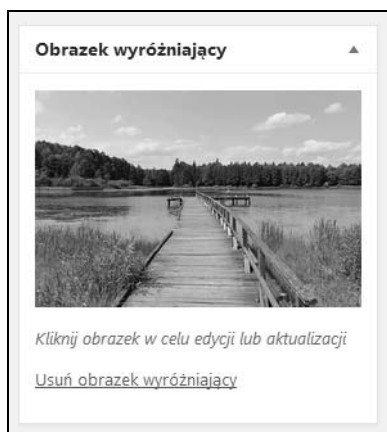 Obrazek wyróżniający
Kliknij obrazek w celu edycji lub aktualizacji
Usuń obrazek wyróżniający